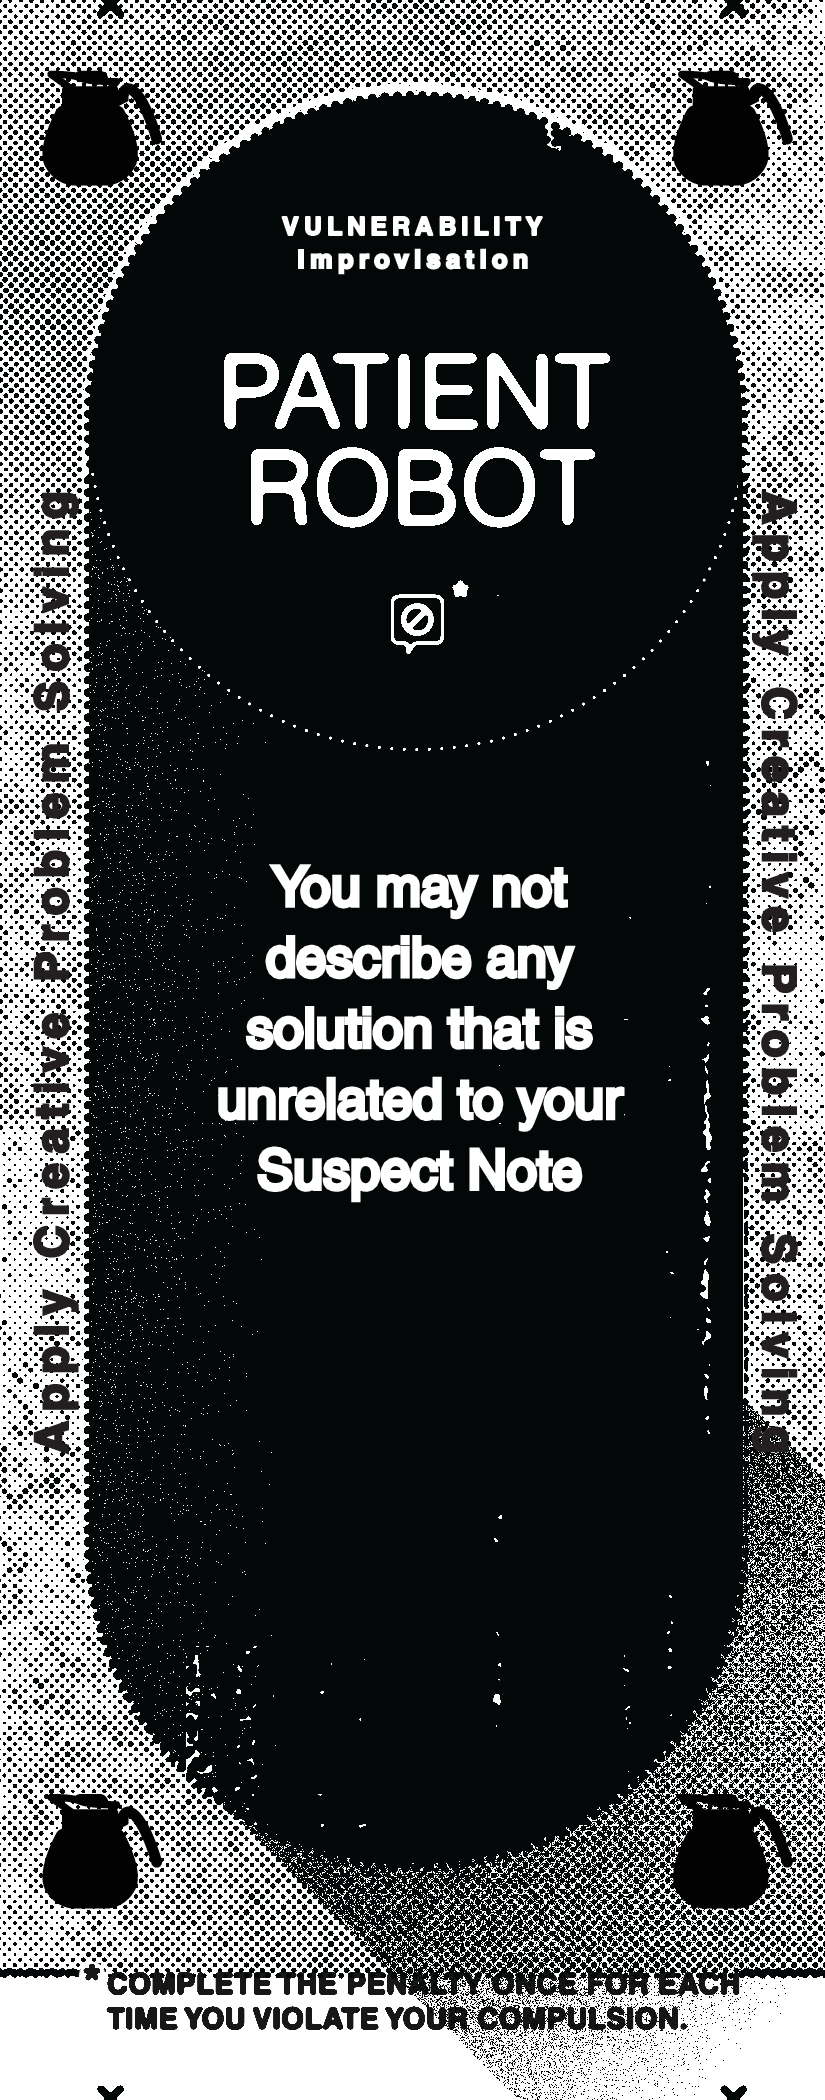 VULNERABILITY
Improvisation
PATIENT
ROBOT
Apply Creative Problem Solving
Apply Creative Problem Solving
You may not
describe any
solution that is
unrelated to your
Suspect Note
* COMPLETE THE PENALTY ONCE FOR EACH
TIME YOU VIOLATE YOUR COMPULSION.